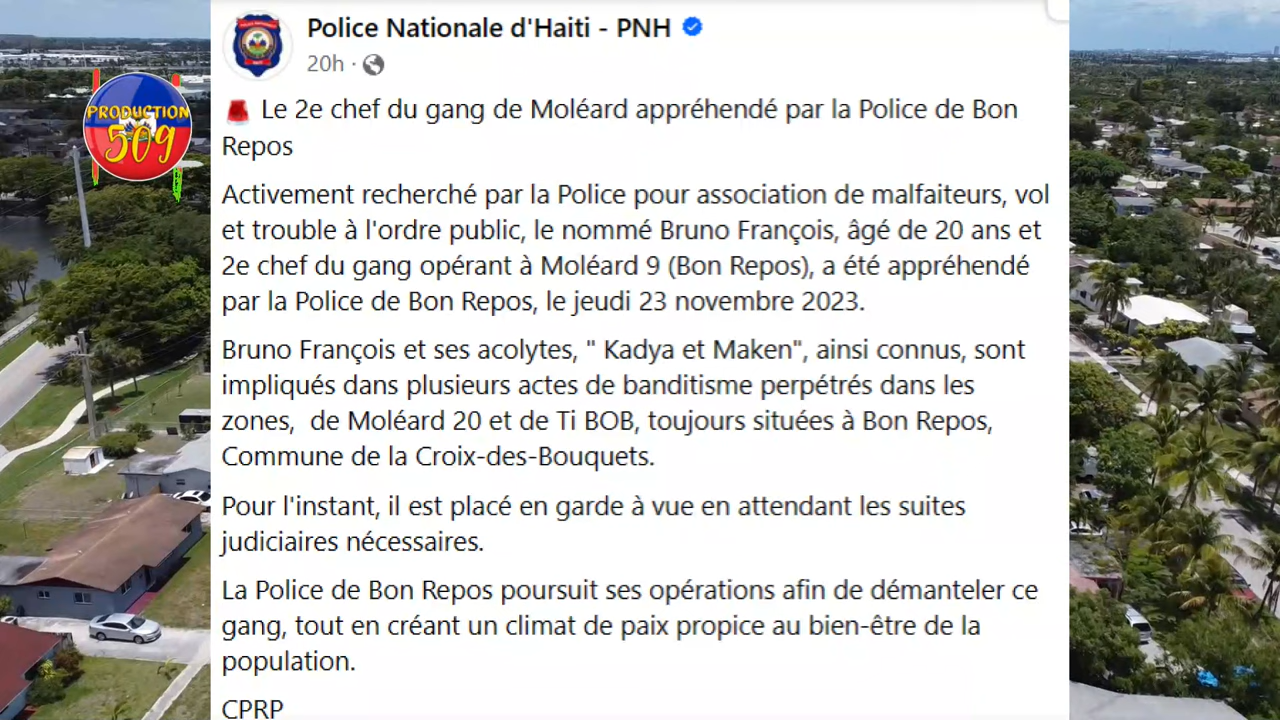 Police Nationale d'Haiti - PNH
20h ·
PRODUCTION
509
Le 2e chef du gang de Moléard appréhendé par la Police de Bon
Repos
Activement recherché par la Police pour association de malfaiteurs, vol
et trouble à l'ordre public, le nommé Bruno François, âgé de 20 ans et
2e chef du gang opérant à Moléard 9 (Bon Repos), a été appréhendé
par la Police de Bon Repos, le jeudi 23 novembre 2023.
Bruno François et ses acolytes, " Kadya et Maken", ainsi connus, sont
impliqués dans plusieurs actes de banditisme perpétrés dans les
zones,  de Moléard 20 et de Ti BOB, toujours situées à Bon Repos,
Commune de la Croix-des-Bouquets.
Pour l'instant, il est placé en garde à vue en attendant les suites
judiciaires nécessaires.
La Police de Bon Repos poursuit ses opérations afin de démanteler ce
gang, tout en créant un climat de paix propice au bien-être de la
population.
CPRP